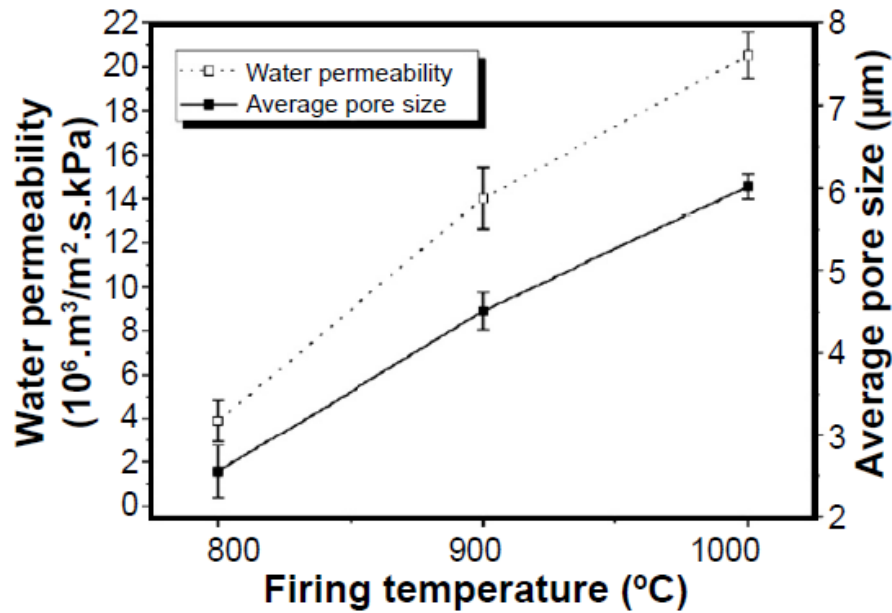 Water permeability
(10⁶.m³/m².s.kPa)
22
20
18
16
14
12
10
8
6
4
2
0
Water permeability
Average pore size
8
7
6
5
4
3
2
Average pore size (µm)
800 900 1000
Firing temperature (ºC)